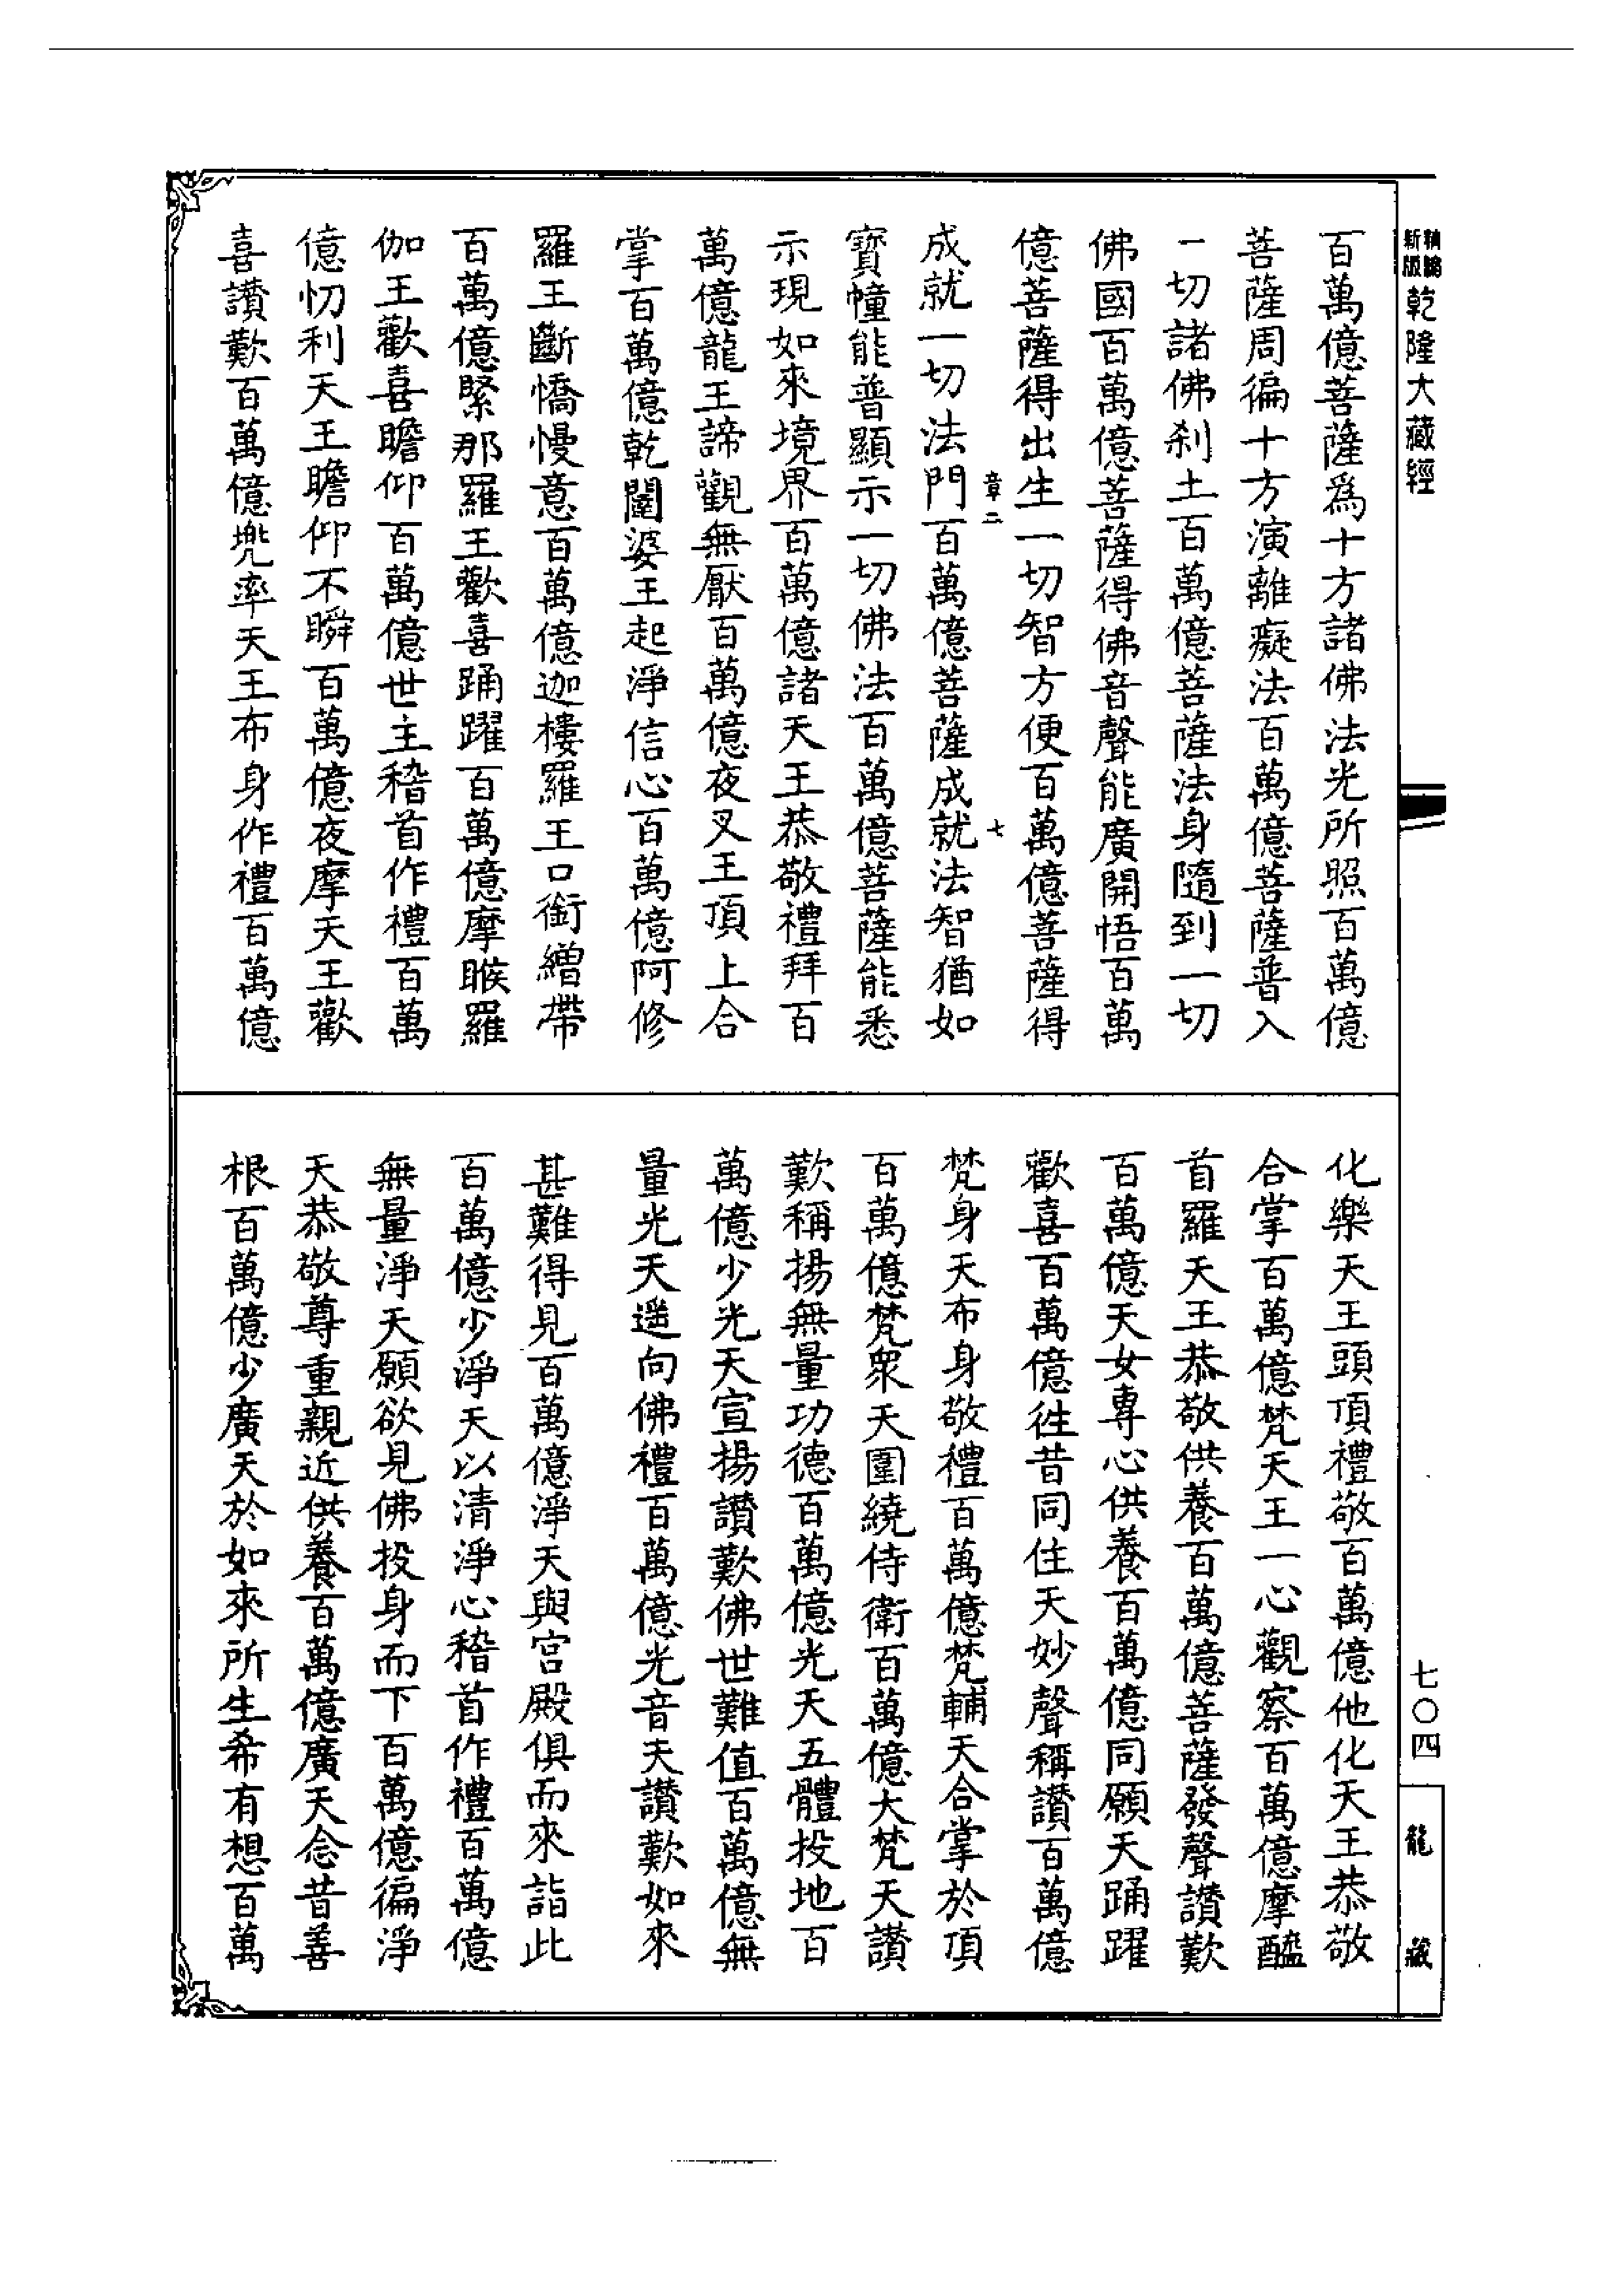 新版
精編
乾隆大藏經
百萬億菩薩爲十方諸佛法光所照百萬億
菩薩周徧十方演離癡法百萬億菩薩普入
一切諸佛刹土百萬億菩薩法身隨到一切
佛國百萬億菩薩得佛音聲能廣開悟百萬
億菩薩得出生一切智方便百萬億菩薩得
章二
七
成就一切法門百萬億菩薩成就法智猶如
寶幢能普顯示一切佛法百萬億菩薩能悉
示現如來境界百萬億諸天王恭敬禮拜百
萬億龍王諦觀無厭百萬億夜叉王頂上合
掌百萬億乾闥婆王起淨信心百萬億阿修
羅王斷憍慢意百萬億迦樓羅王口銜繒帶
百萬億緊那羅王歡喜踊躍百萬億摩睺羅
伽王歡喜瞻仰百萬億世主稽首作禮百萬
億忉利天王瞻仰不瞬百萬億夜摩天王歡
喜讚歎百萬億兜率天王布身作禮百萬億
化樂天王頭頂禮敬百萬億他化天王恭敬
合掌百萬億梵天王一心觀察百萬億摩醯
首羅天王恭敬供養百萬億菩薩發聲讚歎
百萬億天女專心供養百萬億同願天踊躍
歡喜百萬億往昔同住天妙聲稱讚百萬億
梵身天布身敬禮百萬億梵輔天合掌於頂
百萬億梵衆天圍繞侍衛百萬億大梵天讚
歎稱揚無量功德百萬億光天五體投地百
萬億少光天宣揚讚歎佛世難值百萬億無
量光天遥向佛禮百萬億光音天讚歎如來
甚難得見百萬億淨天與宮殿俱而來詣此
百萬億少淨天以清淨心稽首作禮百萬億
無量淨天願欲見佛投身而下百萬億徧淨
天恭敬尊重親近供養百萬億廣天念昔善
根百萬億少廣天於如來所生希有想百萬
七〇四
龍藏